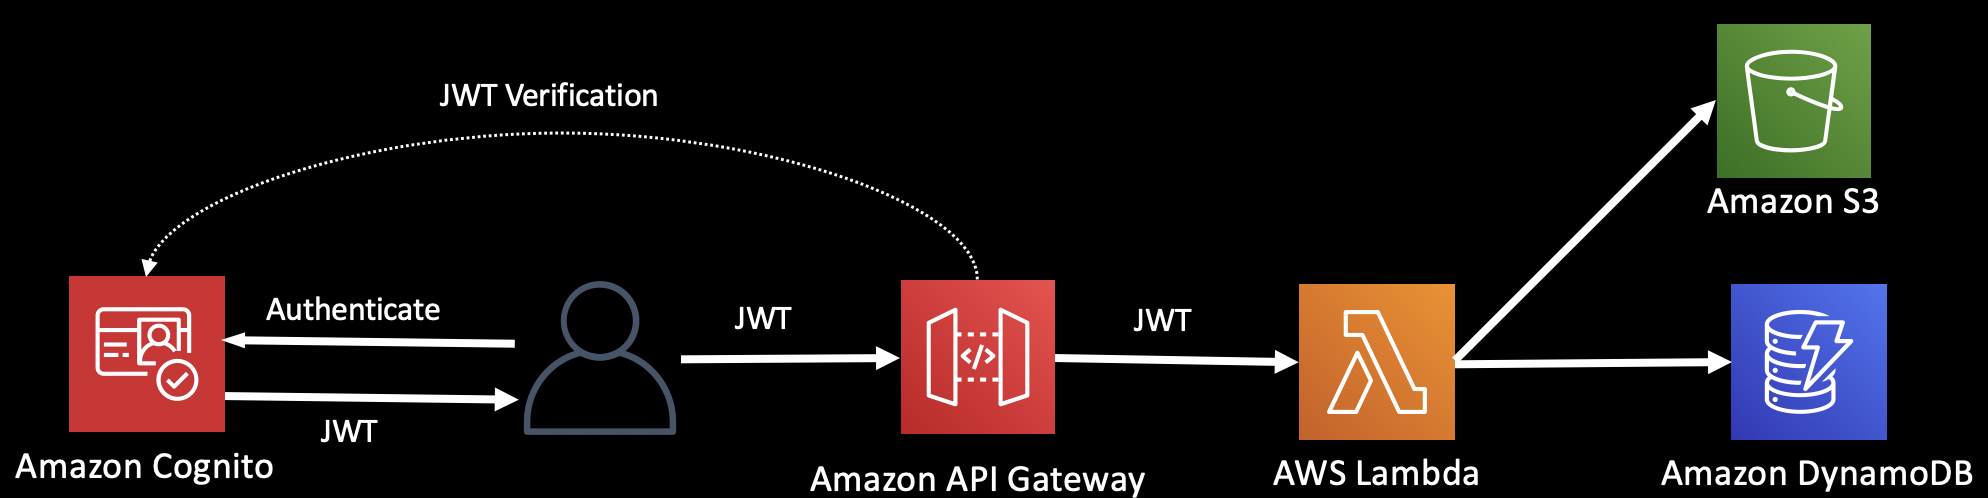 JWT Verification
Authenticate
JWT
JWT
JWT
Amazon S3
Amazon Cognito
Amazon API Gateway
</>
AWS Lambda
Amazon DynamoDB